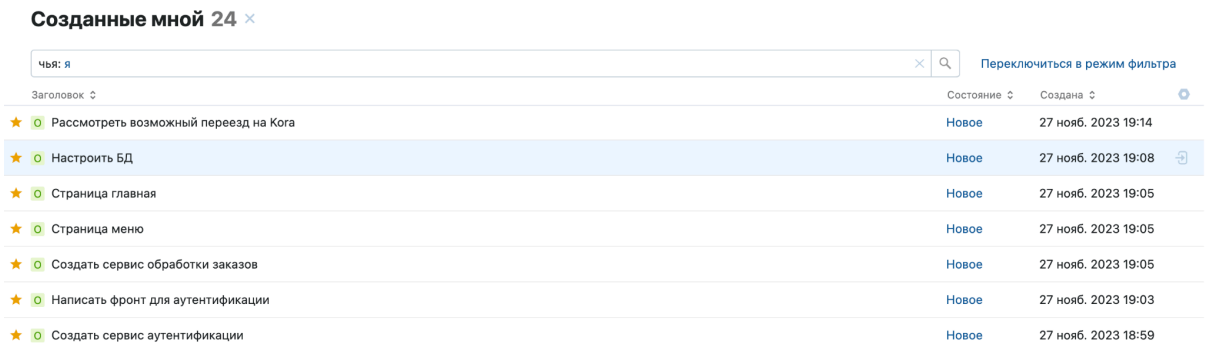 Созданные мной 24
чья: я
Переключиться в режим фильтра
Заголовок Состояние Создана
О Рассмотреть возможный переезд на Kora Новое 27 нояб. 2023 19:14
О Настроить БД Новое 27 нояб. 2023 19:08
О Страница главная Новое 27 нояб. 2023 19:05
О Страница меню Новое 27 нояб. 2023 19:05
О Создать сервис обработки заказов Новое 27 нояб. 2023 19:05
О Написать фронт для аутентификации Новое 27 нояб. 2023 19:03
О Создать сервис аутентификации Новое 27 нояб. 2023 18:59